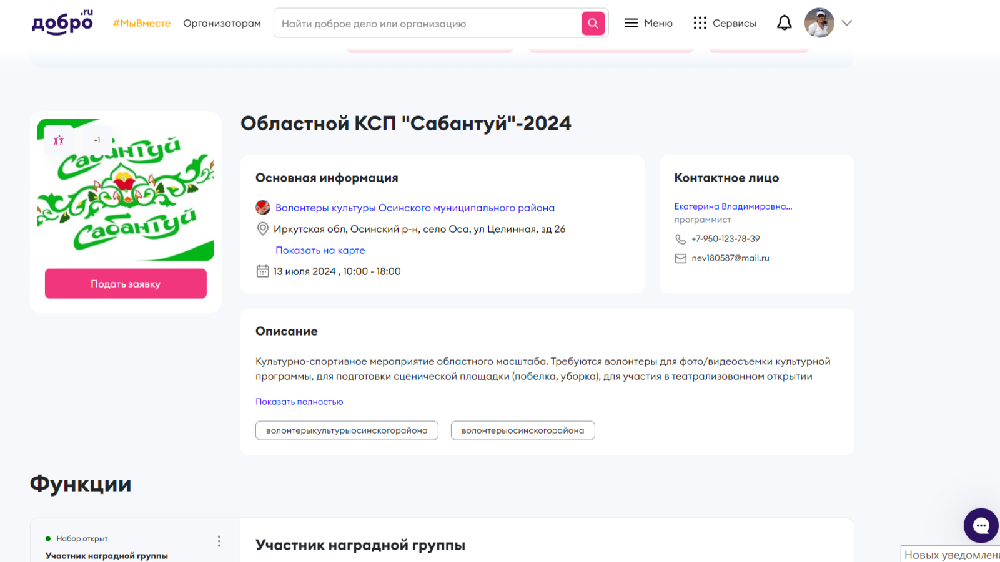 добро.ru
#МыВместе
Организаторам
Найти доброе дело или организацию
Меню
Сервисы
+1
Сабантуй
Сабантуй
Подать заявку
Областной КСП "Сабантуй"-2024
Основная информация
Волонтеры культуры Осинского муниципального района
Иркутская обл, Осинский р-н, село Оса, ул Целинная, зд 26
Показать на карте
13 июля 2024 , 10:00 - 18:00
Контактное лицо
Екатерина Владимировна...
программист
+7-950-123-78-39
nev180587@mail.ru
Описание
Культурно-спортивное мероприятие областного масштаба. Требуются волонтеры для фото/видеосъемки культурной
программы, для подготовки сценической площадки (побелка, уборка), для участия в театрализованном открытии
Показать полностью
волонтерыкультурыосинскогорайона
волонтерыосинскогорайона
Функции
Набор открыт
Участник наградной группы
Участник наградной группы
Новых уведомлени